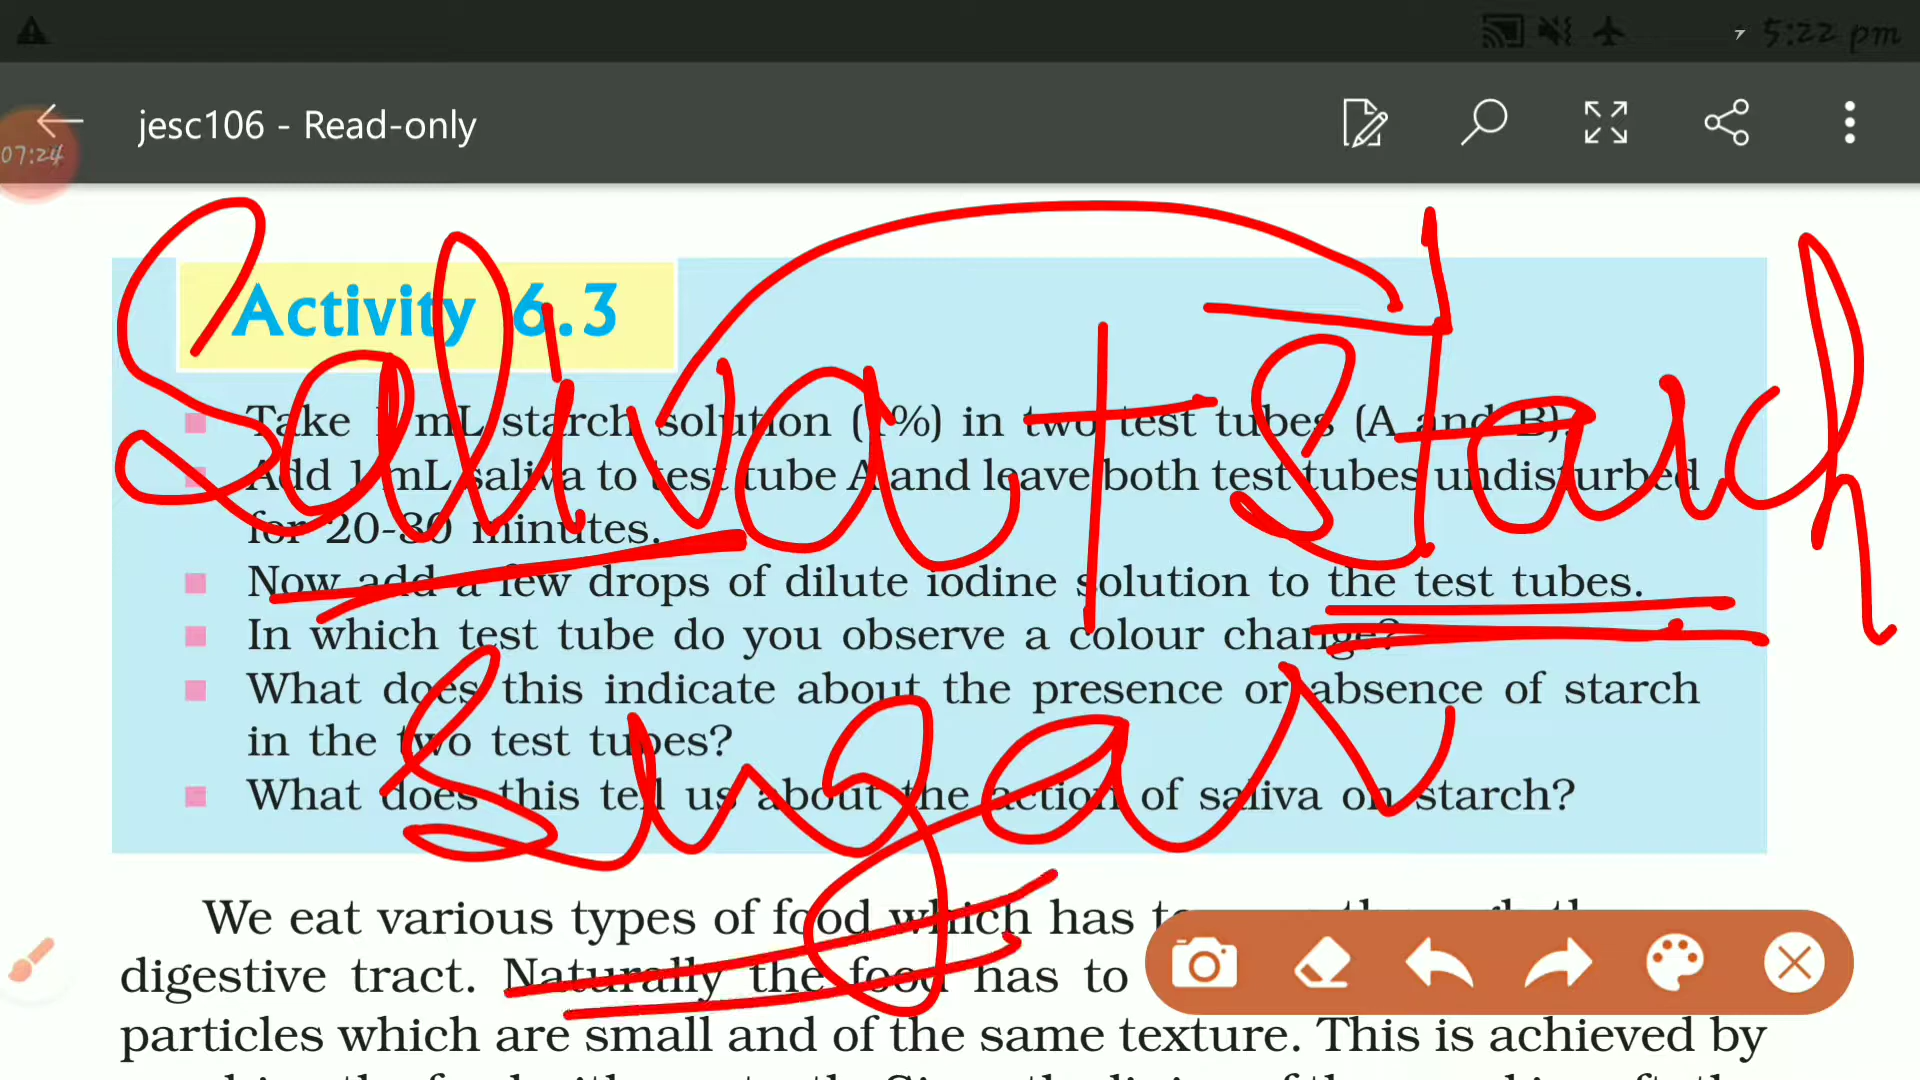 5:22 pm
jesc106 - Read-only
07:24
Saliva + Starch
Activity 6.3
Take 1 mL starch solution (1%) in two test tubes (A and B).
Add 1 mL saliva to test tube A and leave both test tubes undisturbed
for 20-30 minutes.
Now add a few drops of dilute iodine solution to the test tubes.
In which test tube do you observe a colour change?
What does this indicate about the presence or absence of starch
in the two test tubes?
What does this tell us about the action of saliva on starch?
Sugar
We eat various types of food which has
digestive tract. Naturally the food has to
particles which are small and of the same texture. This is achieved by